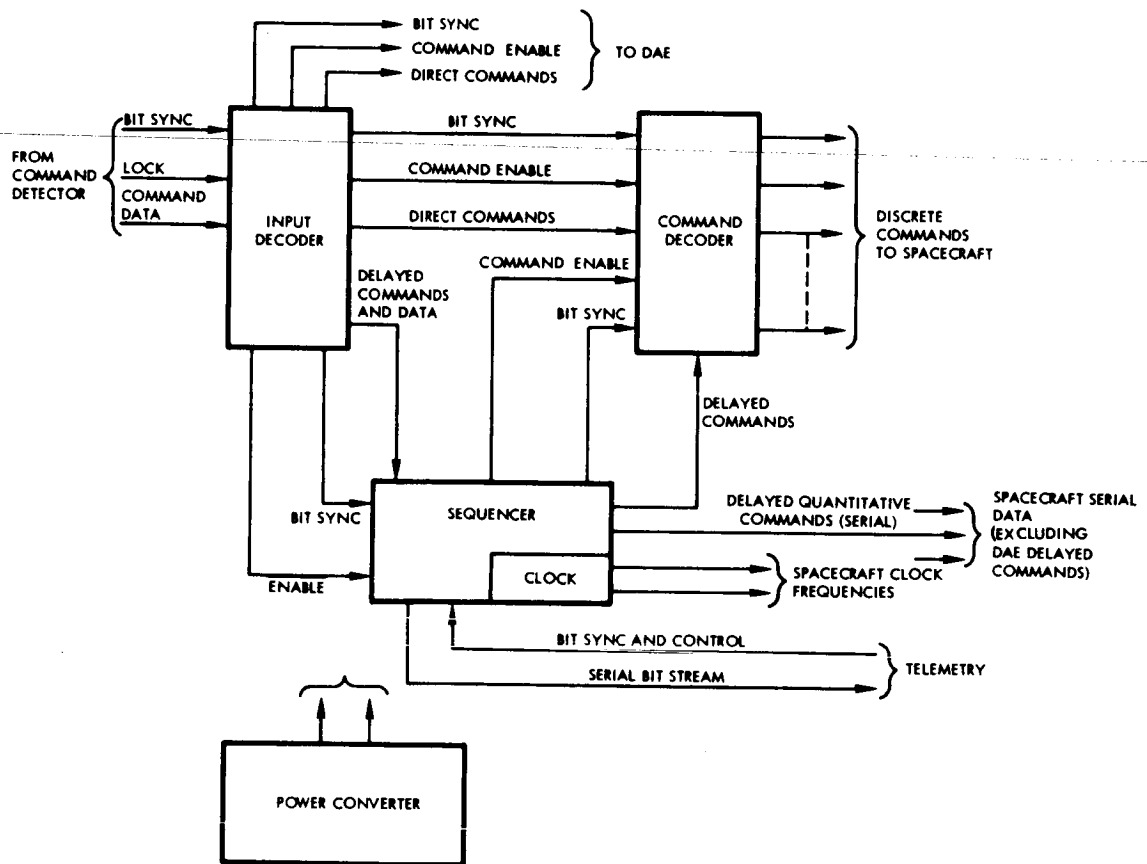 BIT SYNC
COMMAND ENABLE
DIRECT COMMANDS
TO DAE
BIT SYNC
LOCK
COMMAND
DATA
FROM
COMMAND
DETECTOR
INPUT
DECODER
BIT SYNC
COMMAND ENABLE
DIRECT COMMANDS
COMMAND ENABLE
BIT SYNC
DELAYED
COMMANDS
AND DATA
COMMAND
DECODER
DISCRETE
COMMANDS
TO SPACECRAFT
DELAYED
COMMANDS
BIT SYNC
ENABLE
SEQUENCER
CLOCK
DELAYED QUANTITATIVE
COMMANDS (SERIAL)
SPACECRAFT SERIAL
DATA
(EXCLUDING
DAE DELAYED
COMMANDS)
SPACECRAFT CLOCK
FREQUENCIES
BIT SYNC AND CONTROL
SERIAL BIT STREAM
TELEMETRY
POWER CONVERTER